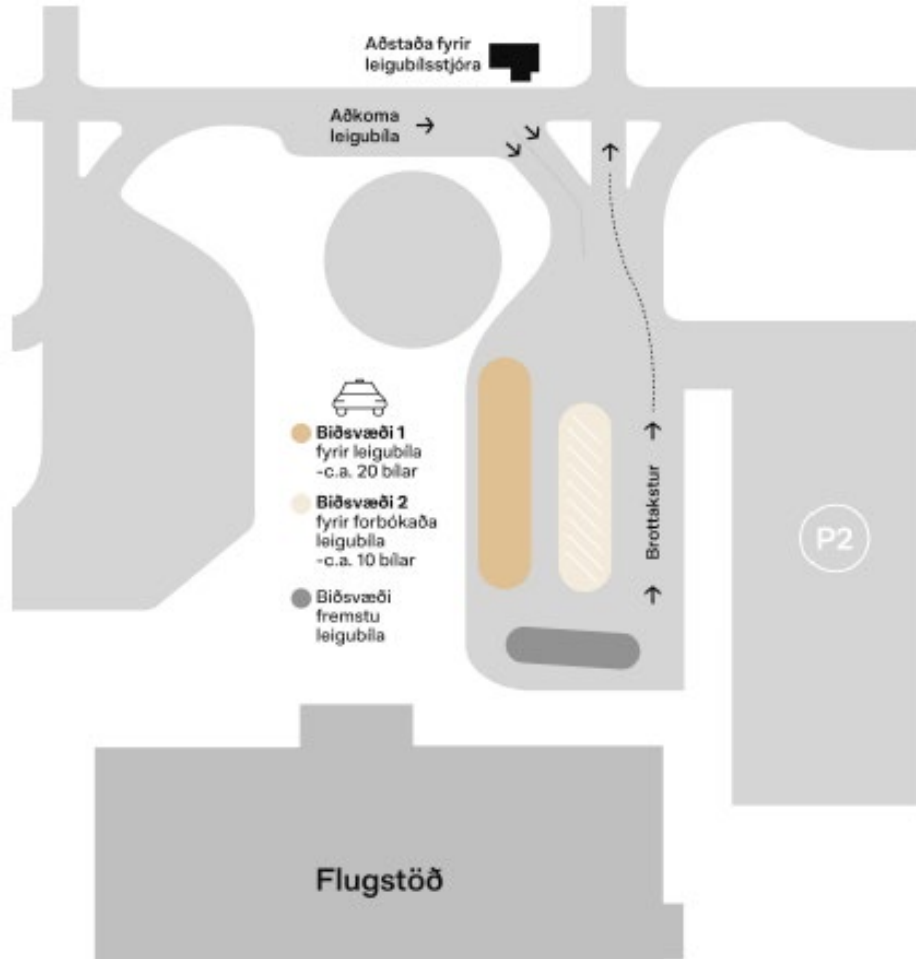 Aðstaða fyrir
leigubílsstjóra
Aðkoma
leigubíla
Biðsvæði 1
fyrir leigubíla
-c.a. 20 bílar
Biðsvæði 2
fyrir forbókaða
leigubíla
-c.a. 10 bílar
Biðsvæði
fremstu
leigubíla
Brottakstur
P2
Flugstöð